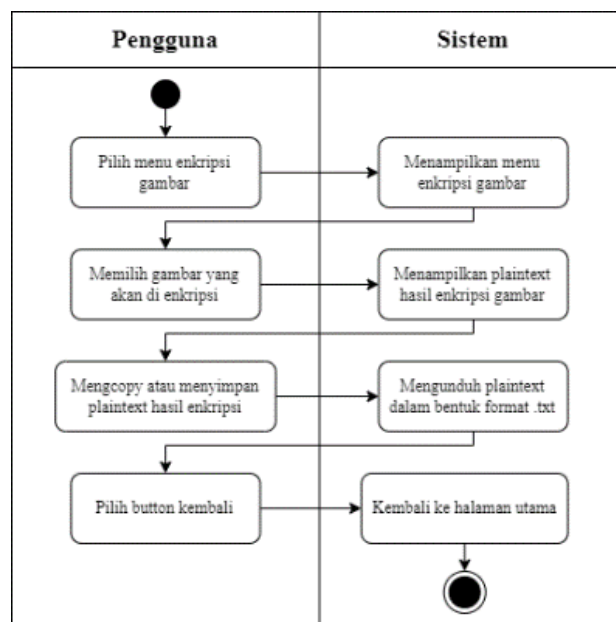 Pengguna
Sistem
Pilih menu enkripsi
gambar
Menampilkan menu
enkripsi gambar
Memilih gambar yang
akan di enkripsi
Menampilkan plaintext
hasil enkripsi gambar
Mengcopy atau menyimpan
plaintext hasil enkripsi
Mengunduh plaintext
dalam bentuk format .txt
Pilih button kembali
Kembali ke halaman utama